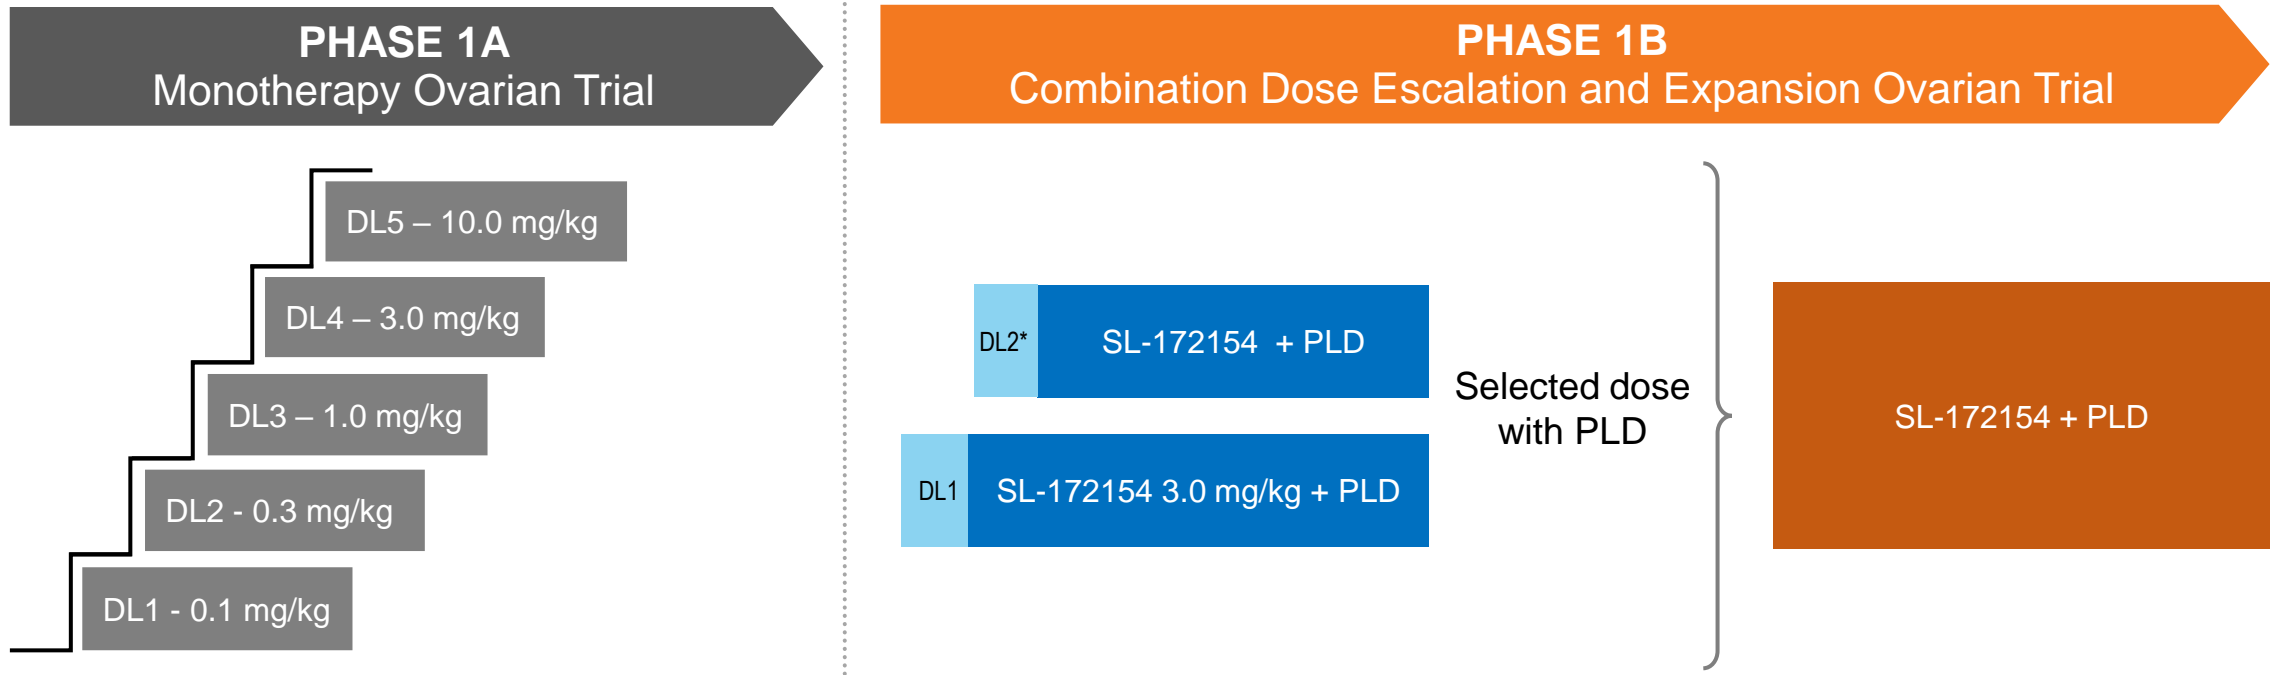 PHASE 1A
Monotherapy Ovarian Trial
DL5 – 10.0 mg/kg
DL4 – 3.0 mg/kg
DL3 – 1.0 mg/kg
DL2 - 0.3 mg/kg
DL1 - 0.1 mg/kg
PHASE 1B
Combination Dose Escalation and Expansion Ovarian Trial
DL2*
SL-172154 + PLD
DL1
SL-172154 3.0 mg/kg + PLD
Selected dose
with PLD
SL-172154 + PLD